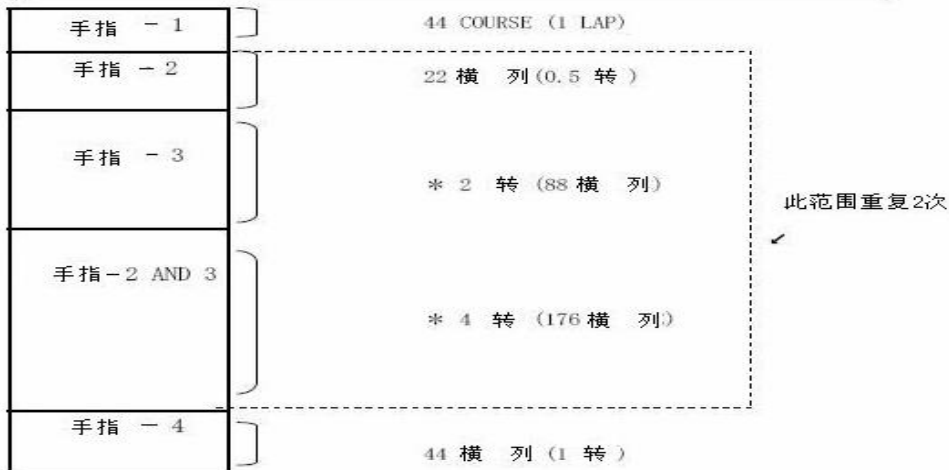 手指 - 1
44 COURSE (1 LAP)
手指 - 2
22 横 列(0.5 转 )
手指 - 3
* 2 转 (88 横 列)
此范围重复2次
手指-2 AND 3
* 4 转 (176 横 列)
手指 - 4
44 横 列 (1 转 )